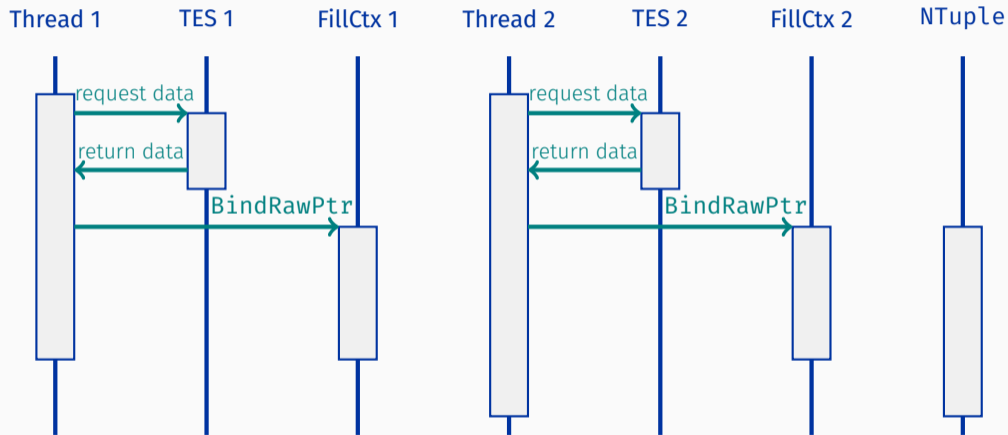 Thread 1 TES 1 FillCtx 1 Thread 2 TES 2 FillCtx 2 NTuple
request data request data
return data return data
BindRawPtr BindRawPtr